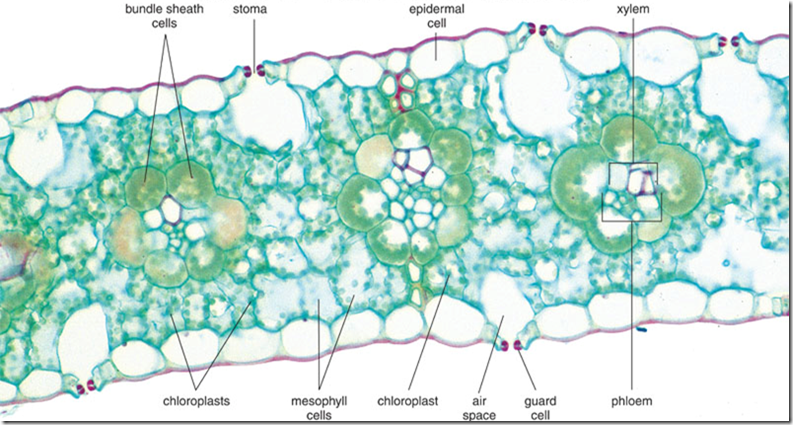 bundle sheath
cells
stoma
epidermal
cell
xylem
chloroplasts
mesophyll
cells
chloroplast
air
space
guard
cell
phloem